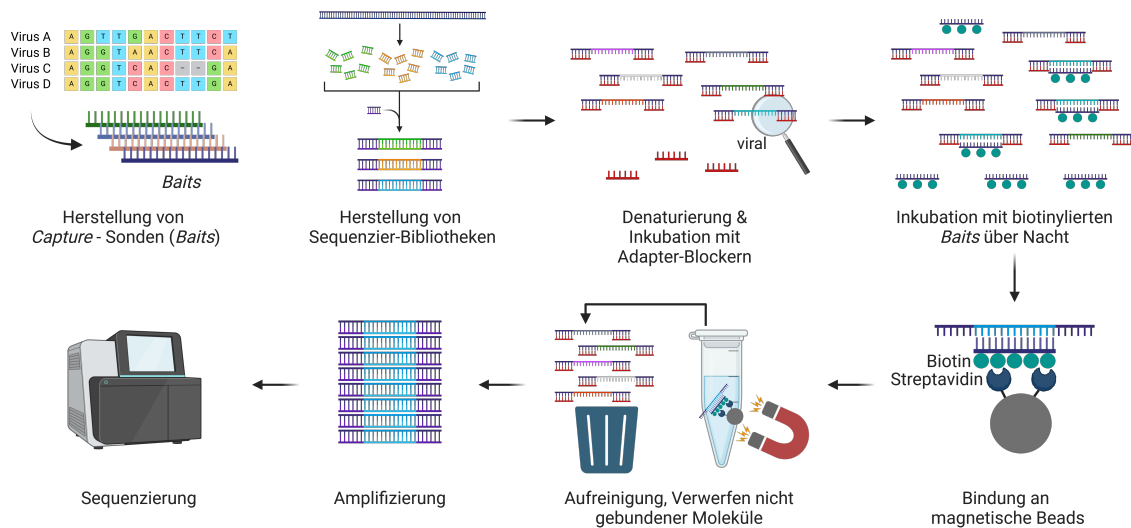 Virus A A G T T G A C T T C T
Virus B A G G T A A C T T C A
Virus C A G G T C A C - - G A
Virus D A G G T C A C T T G A
Baits
Herstellung von
Capture - Sonden (Baits)
Herstellung von
Sequenzier-Bibliotheken
viral
Denaturierung &
Inkubation mit
Adapter-Blockern
Inkubation mit biotinylierten
Baits über Nacht
Biotin
Streptavidin
Bindung an
magnetische Beads
Aufreinigung, Verwerfen nicht
gebundener Moleküle
Amplifizierung
Sequenzierung